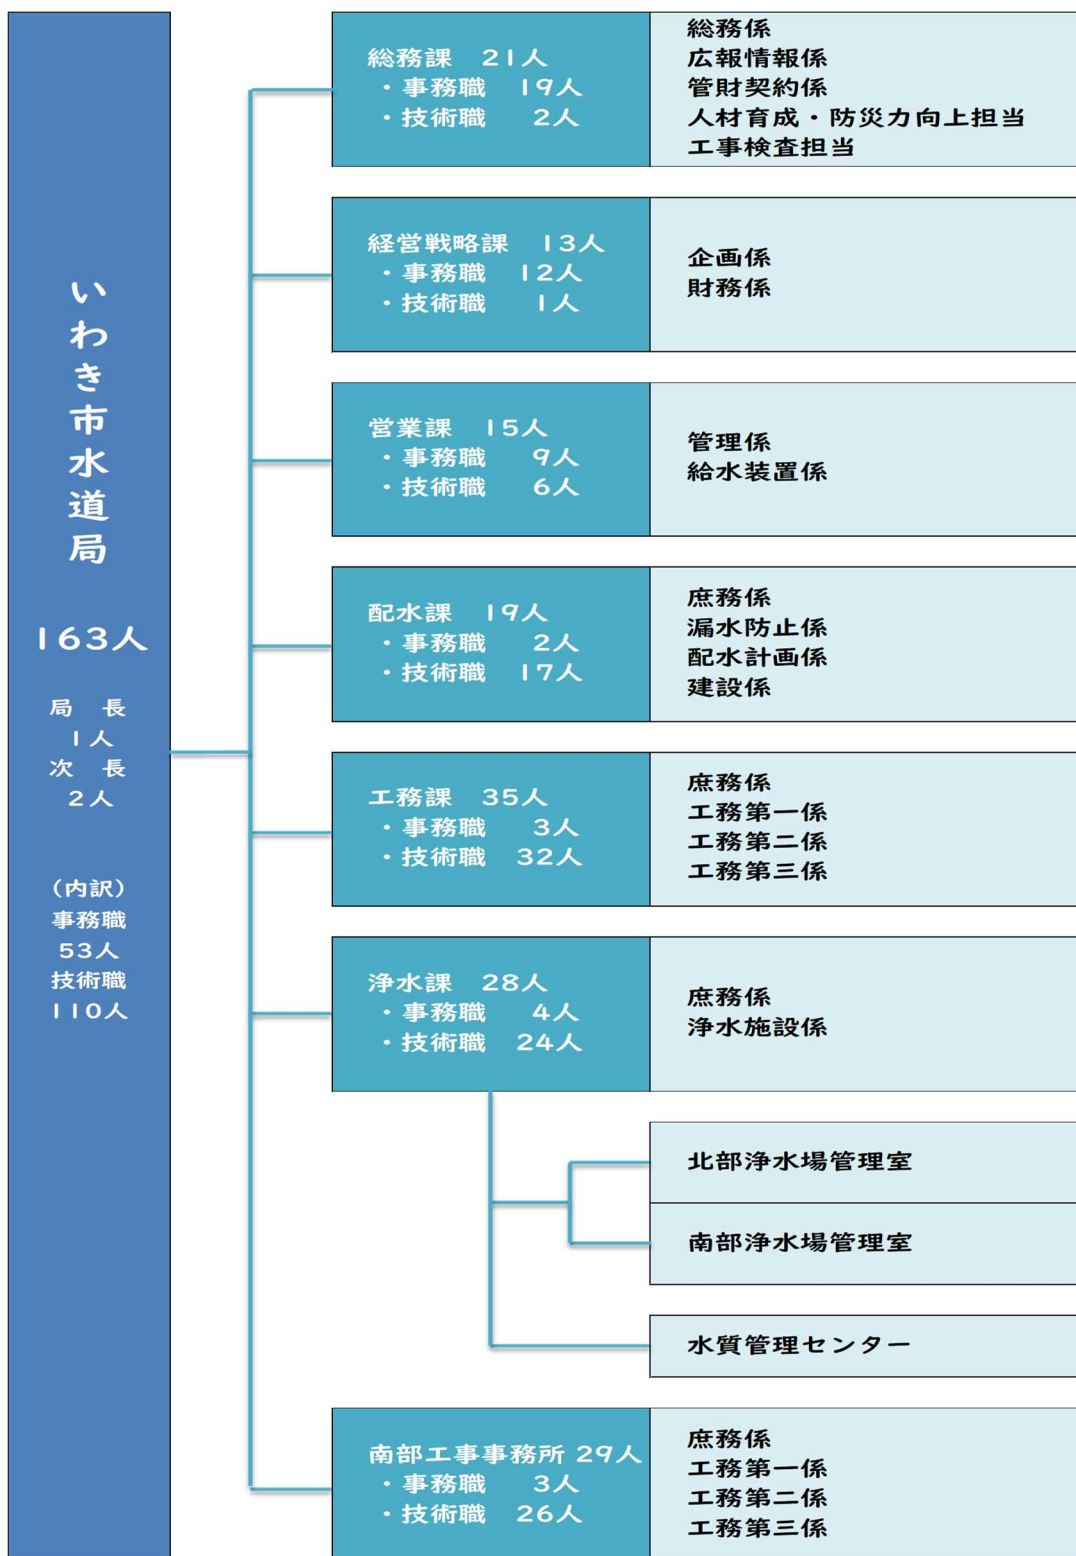 いわき市水道局
163人
局　長
1人
次　長
2人
（内訳）
事務職
53人
技術職
110人
総務課　21人
・事務職　19人
・技術職　2人
総務係
広報情報係
管財契約係
人材育成・防災力向上担当
工事検査担当
経営戦略課　13人
・事務職　12人
・技術職　1人
企画係
財務係
営業課　15人
・事務職　9人
・技術職　6人
管理係
給水装置係
配水課　19人
・事務職　2人
・技術職　17人
庶務係
漏水防止係
配水計画係
建設係
工務課　35人
・事務職　3人
・技術職　32人
庶務係
工務第一係
工務第二係
工務第三係
浄水課　28人
・事務職　4人
・技術職　24人
庶務係
浄水施設係
北部浄水場管理室
南部浄水場管理室
水質管理センター
南部工事事務所 29人
・事務職　3人
・技術職　26人
庶務係
工務第一係
工務第二係
工務第三係